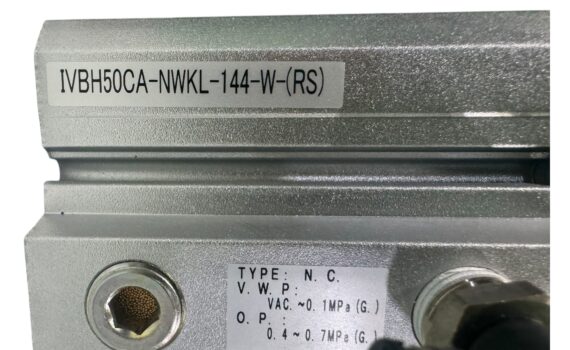 IVBH50CA-NWKL-144-W-(RS)
TYPE: N.C.
V.W.P:
VAC.~0.1MPa(G.)
O.P.:
0.4~0.7MPa(G.)